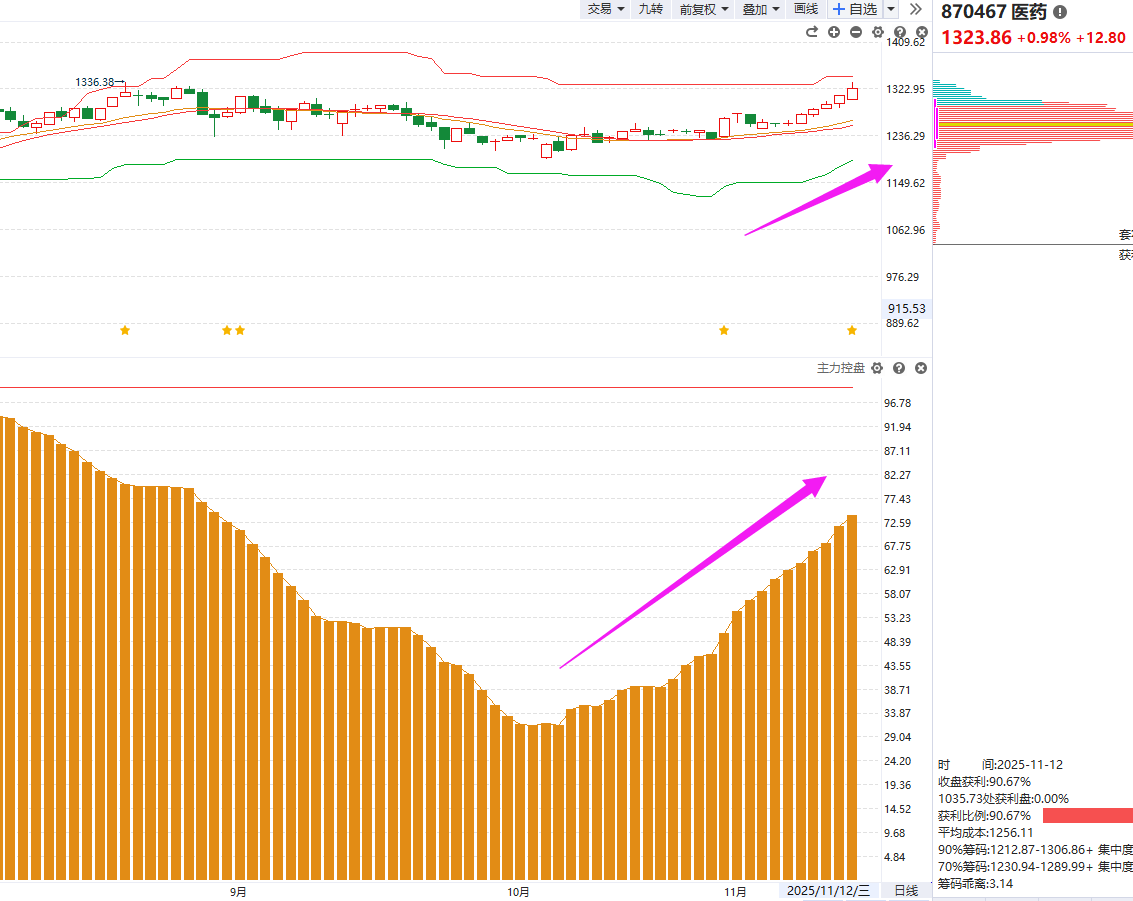 交易 九转 前复权 叠加 画线 +自选
870467 医药
1323.86 +0.98% +12.80
1409.62
1336.38
1322.95
1236.29
1149.62
1062.96
976.29
915.53
889.62
套
获
主力控盘
96.78
91.94
87.11
82.27
77.43
72.59
67.75
62.91
58.07
53.23
48.39
43.55
38.71
33.87
29.04
24.20
19.36
14.52
9.68
4.84
时 间:2025-11-12
收盘获利:90.67%
1035.73处获利盘:0.00%
获利比例:90.67%
平均成本:1256.11
90%筹码:1212.87-1306.86+ 集中度
70%筹码:1230.94-1289.99+ 集中度
筹码乖离:3.14
9月 10月 11月 2025/11/12/三 日线